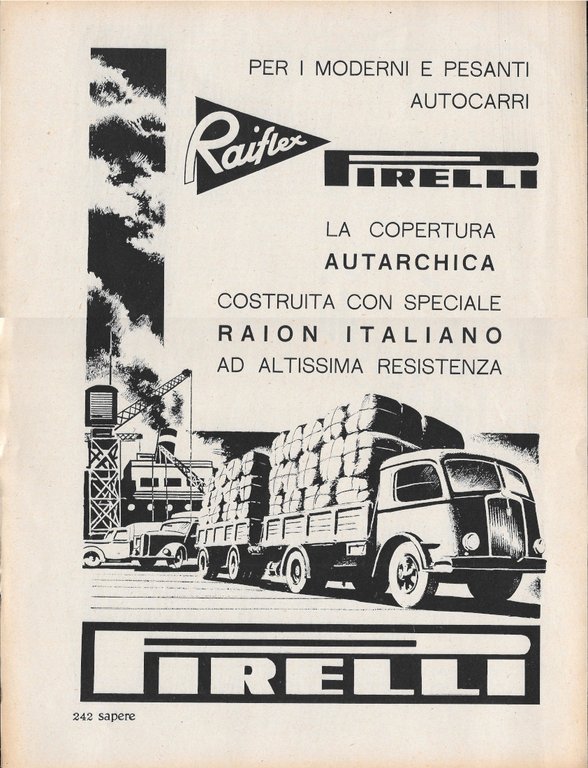 PER I MODERNI E PESANTI
AUTOCARRI
Raiflex
PIRELLI
LA COPERTURA
AUTARCHICA
COSTRUITA CON SPECIALE
RAION ITALIANO
AD ALTISSIMA RESISTENZA
PIRELLI
242 sapere